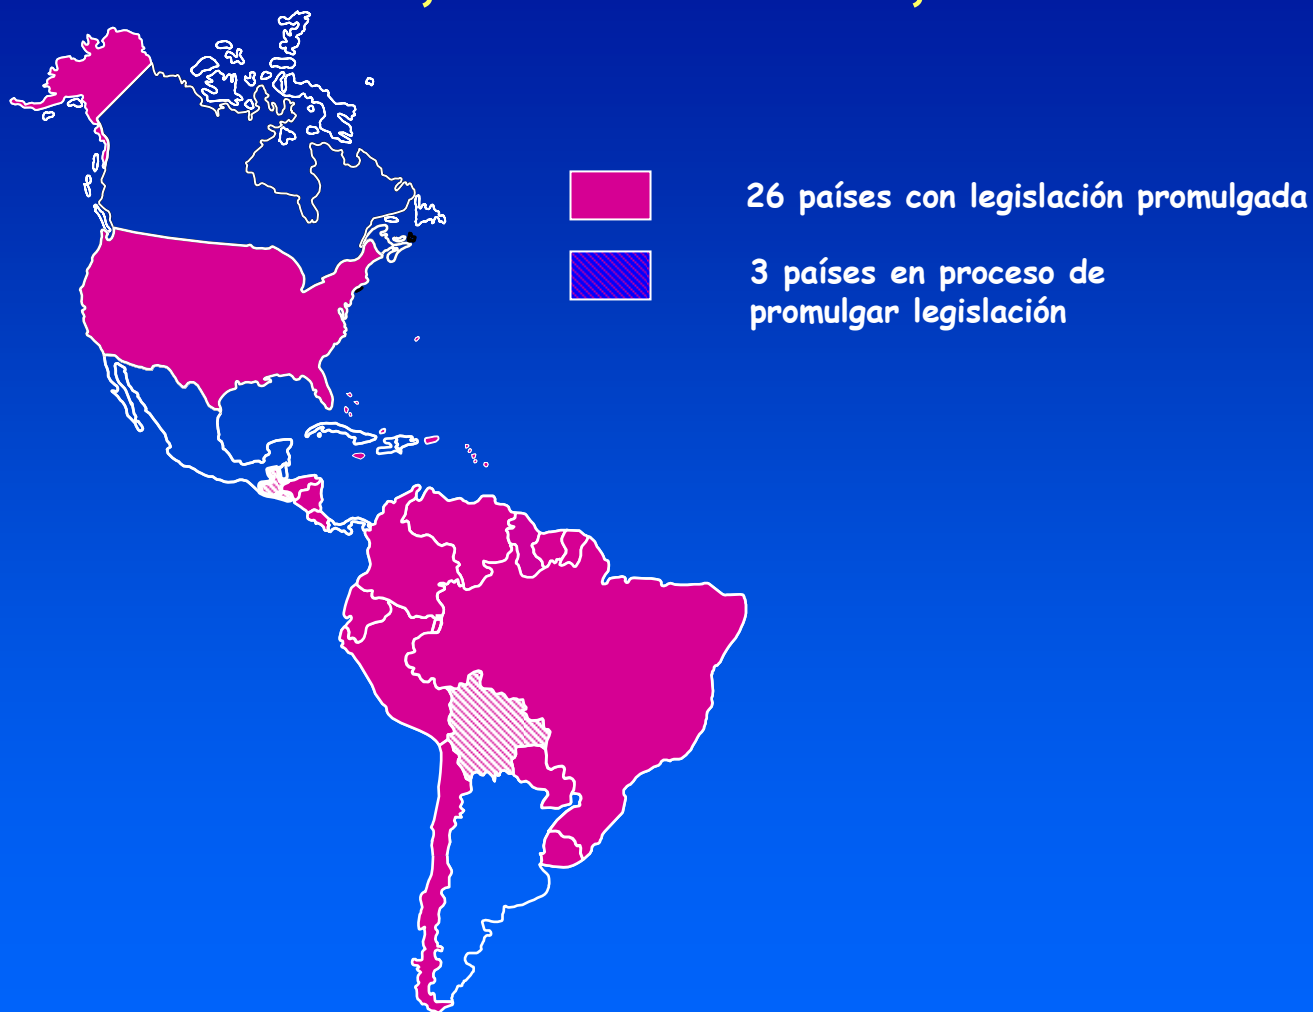 26 países con legislación promulgada
3 países en proceso de
promulgar legislación